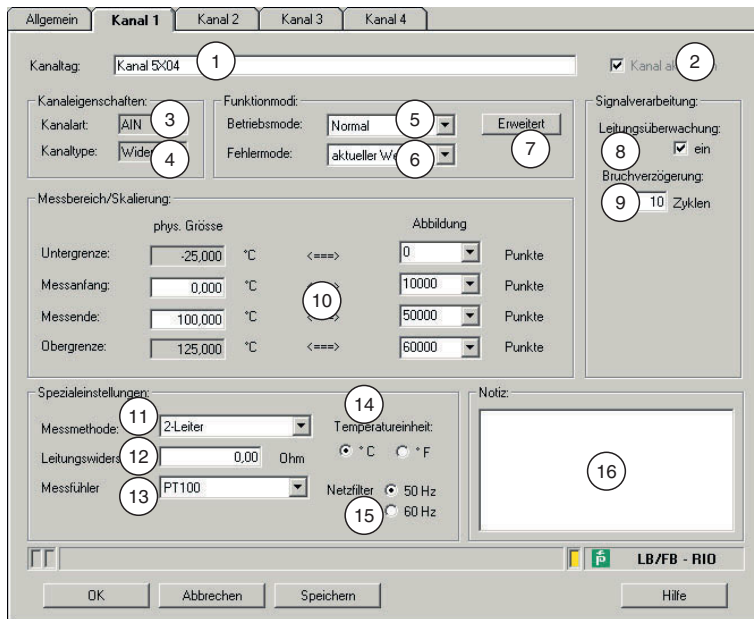 Allgemein Kanal 1 Kanal 2 Kanal 3 Kanal 4
Kanaltag: Kanal 5X04 1 2
Kanaleigenschaften: Funktionmodi: Signalverarbeitung:
Kanalart: AIN 3 Betriebsmode: Normal 5 Erweitert Leitungsüberwachung:
Kanaltype: 4 Fehlermode: aktueller 6 7 8 ein
Bruchverzögerung:
9 10 Zyklen
Messbereich/Skalierung:
phys. Grösse Abbildung
Untergrenze: -25,000 °C <===> 0 Punkte
Messanfang: 0,000 °C 10000 Punkte
10
Messende: 100,000 °C 50000 Punkte
Obergrenze: 125,000 °C <===> 60000 Punkte
Spezialeinstellungen: Notiz:
Messmethode: 11 2-Leiter 14 Temperatureinheit:
12 0,00 Ohm °C °F
Messfühler 13 PT100 Netzfilter 50 Hz
15 60 Hz
16
LB/FB - RIO
OK Abbrechen Speichern Hilfe